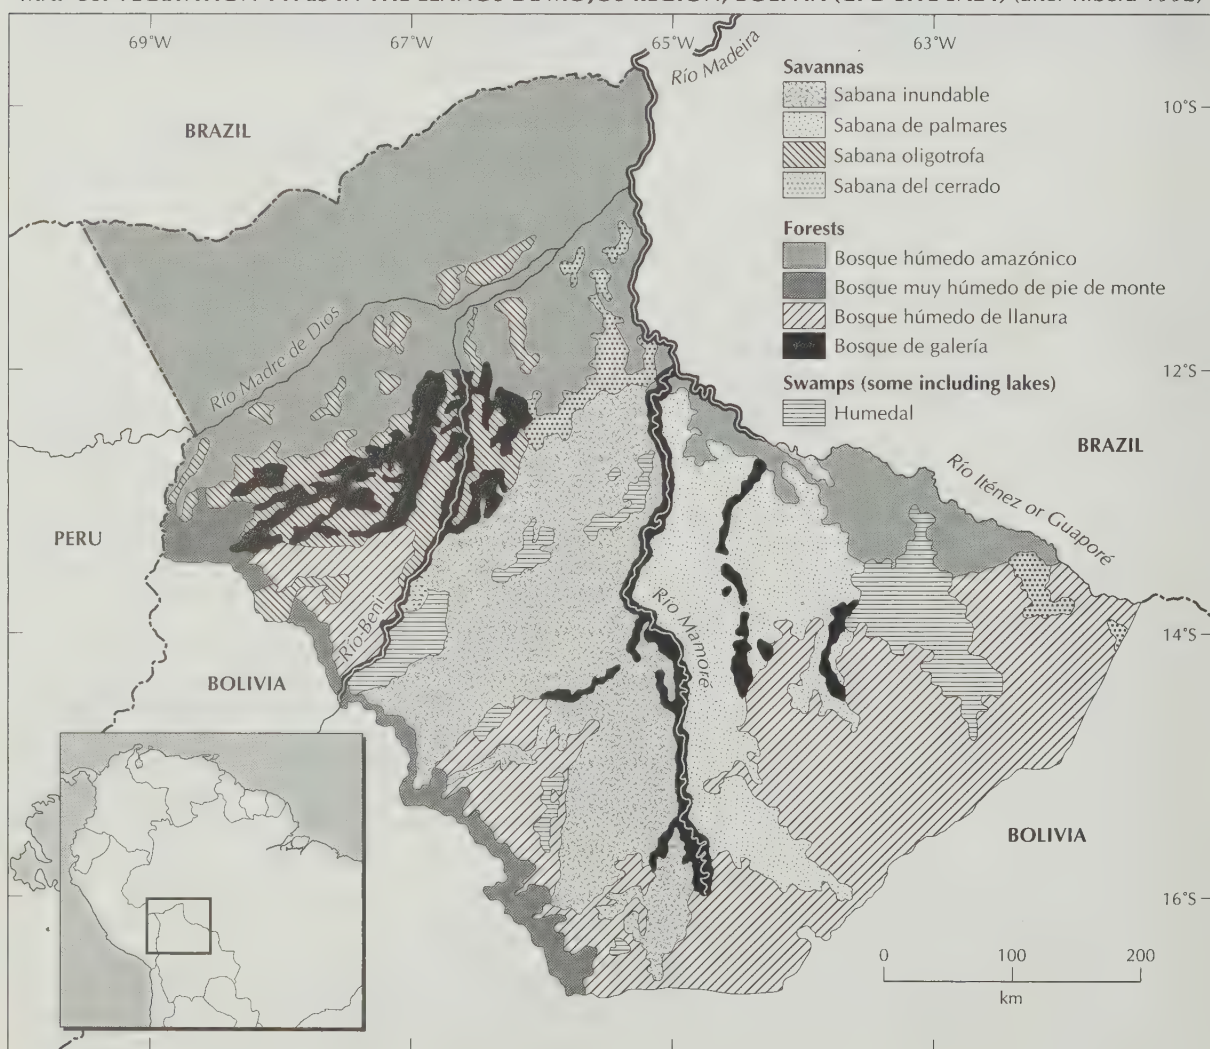 69°W 67°W 65°W 63°W
Río Madeira
Savannas
Sabana inundable
Sabana de palmares
Sabana oligotrofa
Sabana del cerrado
Forests
Bosque húmedo amazónico
Bosque muy húmedo de pie de monte
Bosque húmedo de llanura
Bosque de galería
Swamps (some including lakes)
Humedal
10°S
12°S
14°S
16°S
BRAZIL
Río Madre de Dios
BRAZIL
Río Iténez or Guaporé
PERU
Río Beni
Río Mamoré
BOLIVIA
BOLIVIA
0 100 200
km